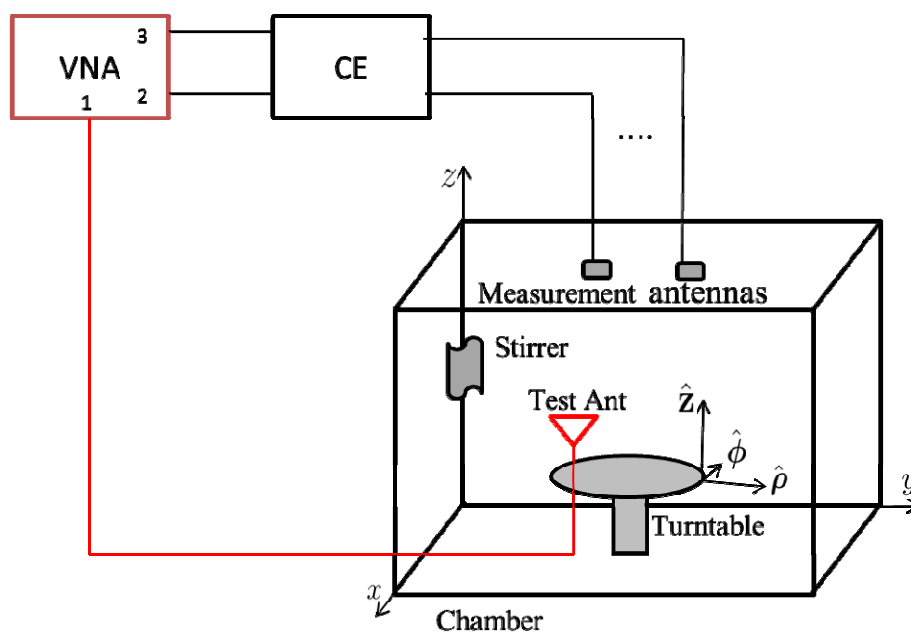 3
VNA
CE
1
2
....
z
Measurement antennas
Stirrer
Test Ant
ẑ
ϕ̂
ρ̂
y
Turntable
x
Chamber